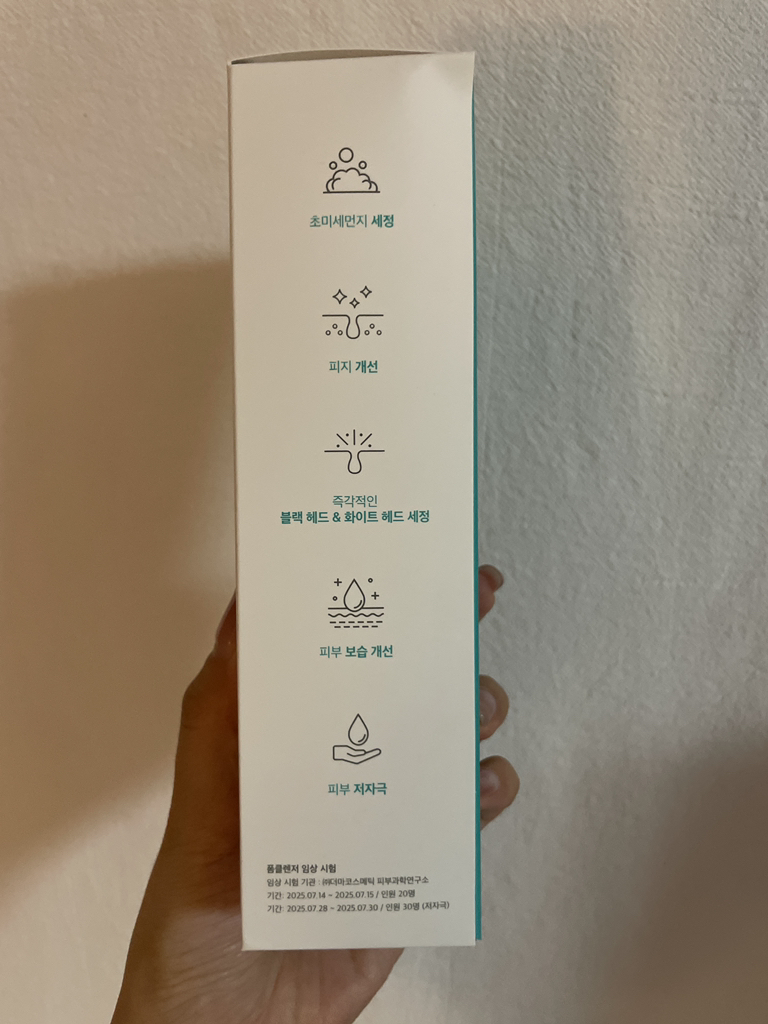 초미세먼지 세정
피지 개선
즉각적인
블랙 헤드 & 화이트 헤드 세정
피부 보습 개선
피부 저자극
폼클렌저 임상 시험
임상 시험 기관 : ㈜더마코스메틱 피부과학연구소
기간: 2025.07.14 ~ 2025.07.15 / 인원 20명
기간: 2025.07.28 ~ 2025.07.30 / 인원 30명 (저자극)